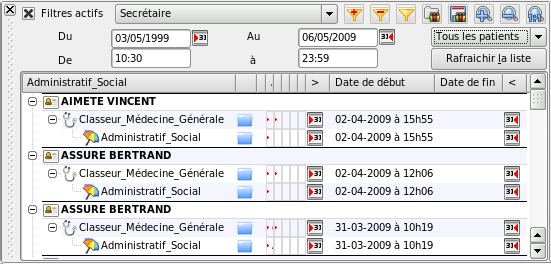 Filtres actifs Secrétaire
Du 03/05/1999 Au 06/05/2009 Tous les patients
De 10:30 à 23:59 Rafraichir la liste
Administratif_Social > Date de début Date de fin <
AIMETE VINCENT
Classeur_Médecine_Générale 02-04-2009 à 15h55
Administratif_Social 02-04-2009 à 15h55
ASSURE BERTRAND
Classeur_Médecine_Générale 02-04-2009 à 12h06
Administratif_Social 02-04-2009 à 12h06
ASSURE BERTRAND
Classeur_Médecine_Générale 31-03-2009 à 10h19
Administratif_Social 31-03-2009 à 10h19